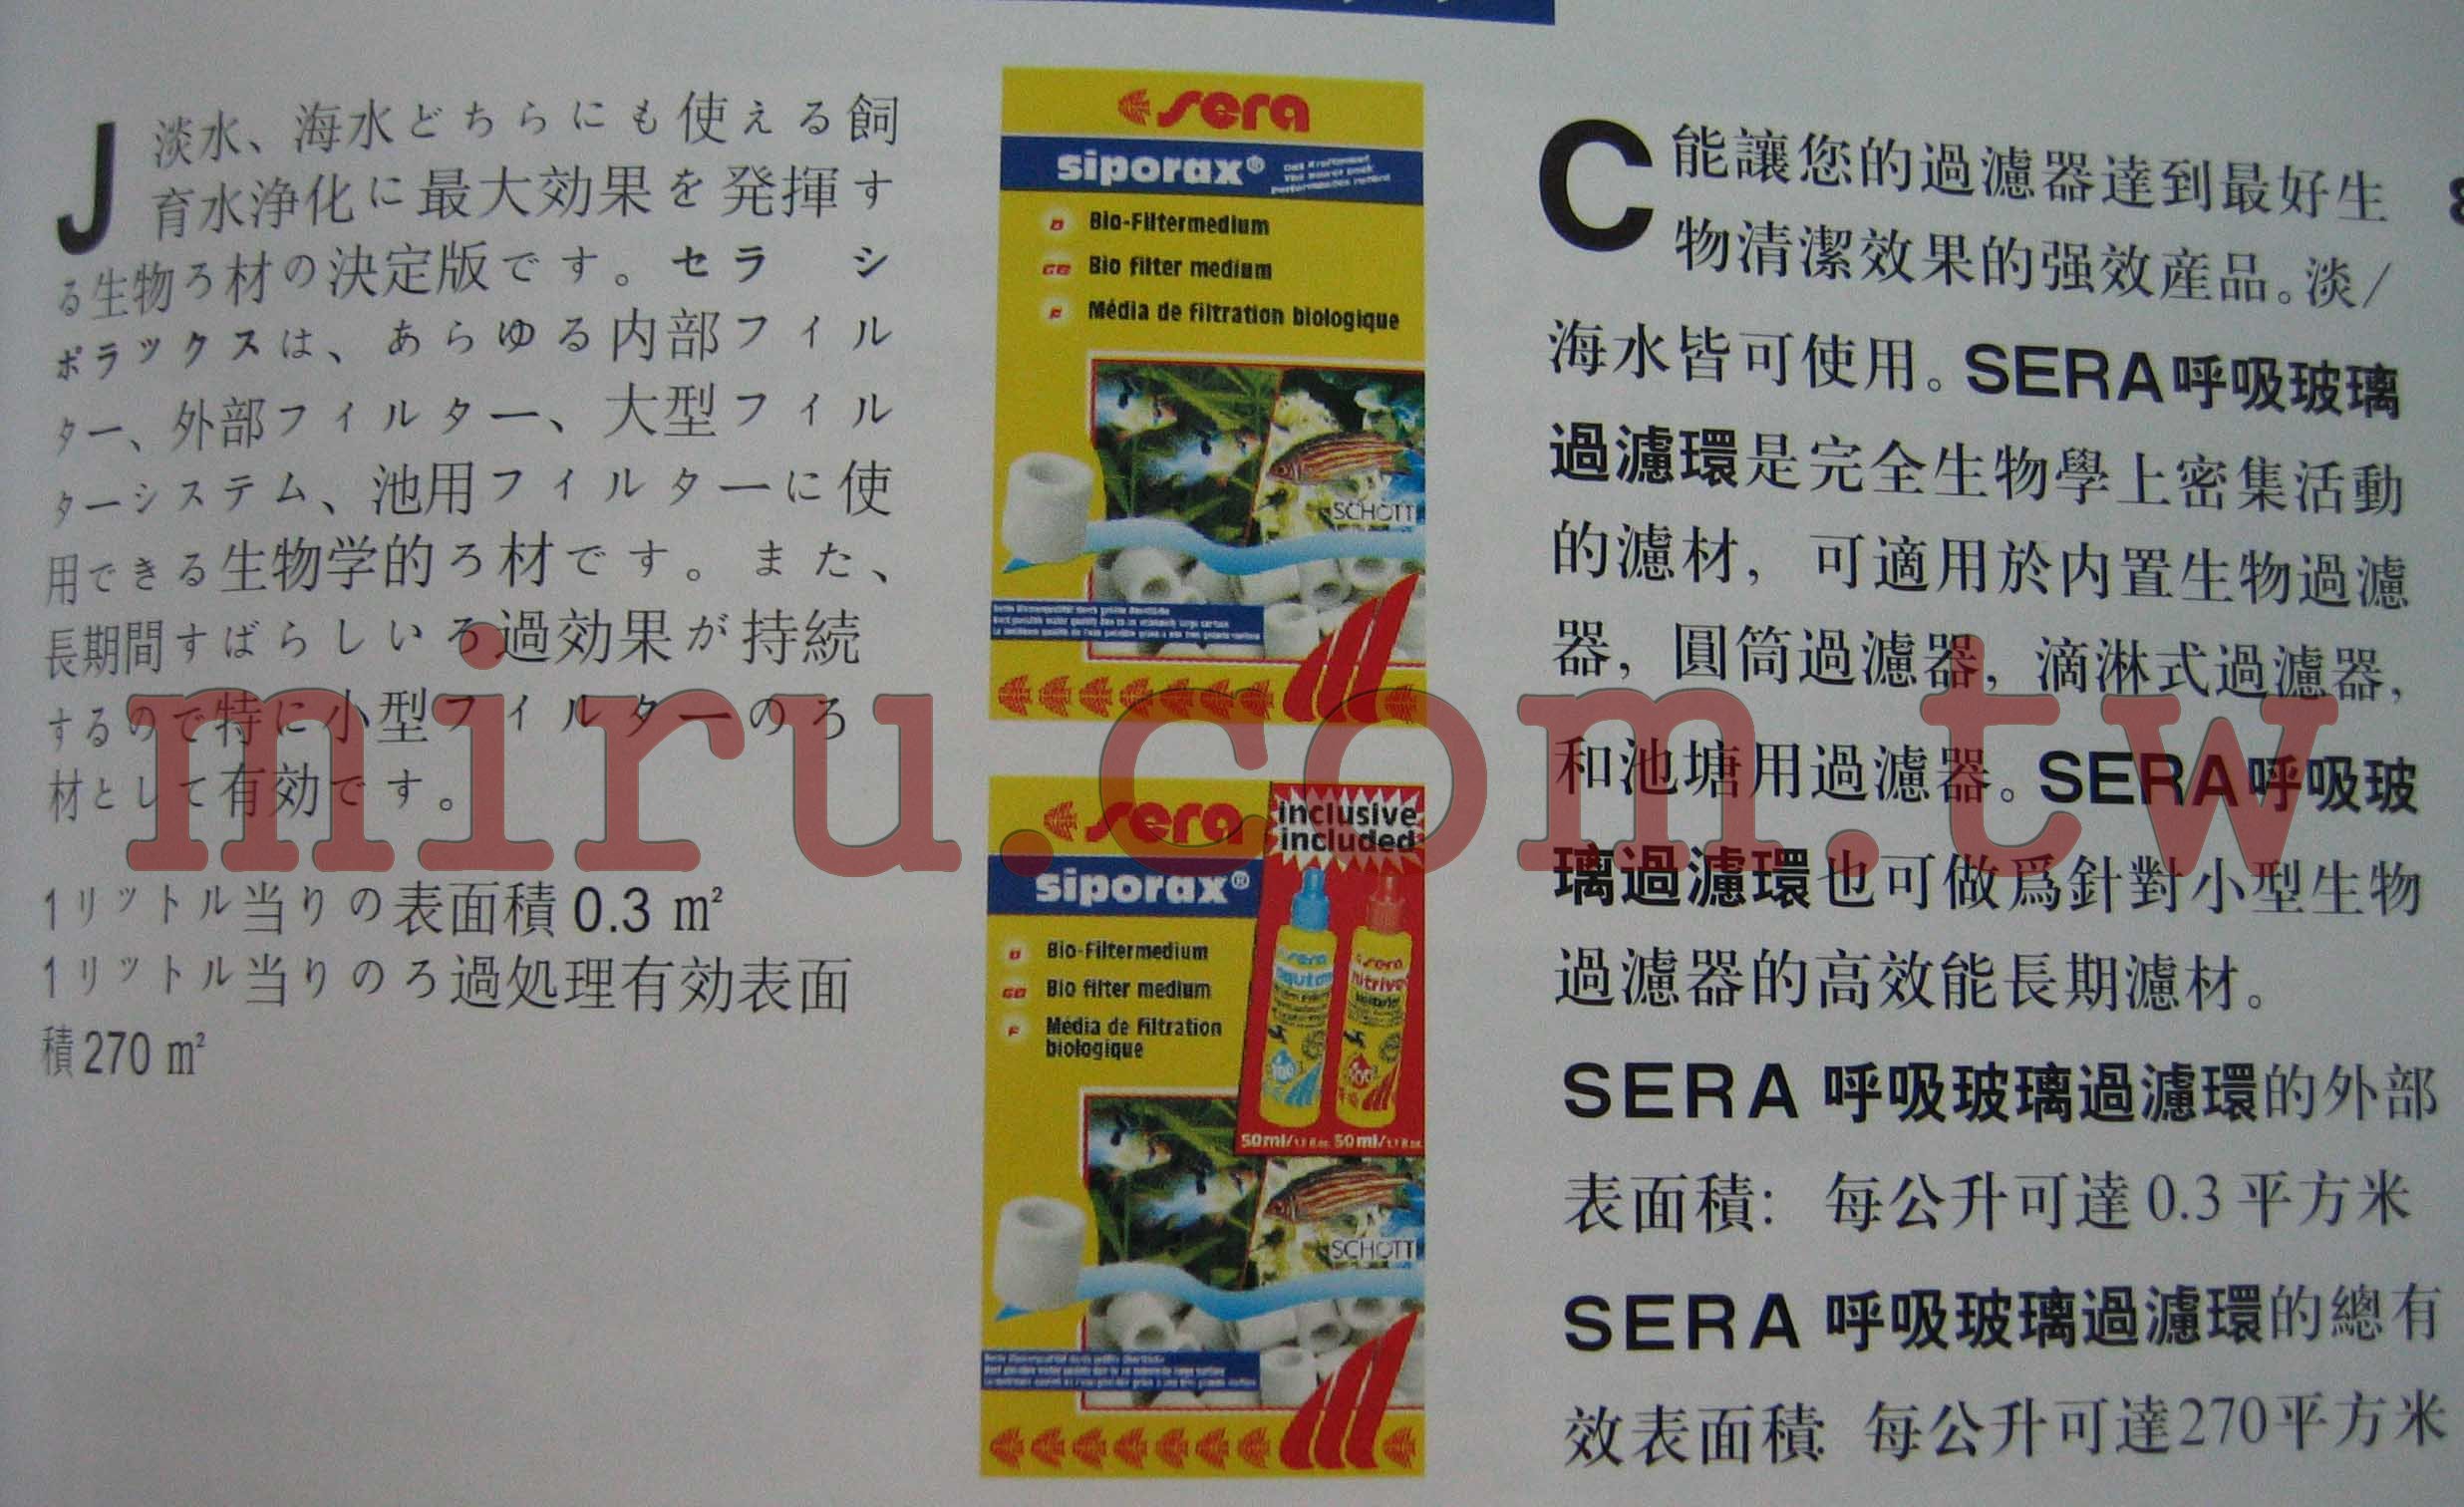 J
淡水、海水どちらにも使える飼
育水浄化に最大効果を発揮す
る生物ろ材の決定版です。セラ シ
ポラックスは、あらゆる内部フィル
ター、外部フィルター、大型フィル
ターシステム、池用フィルターに使
用できる生物学的ろ材です。また、
長期間すばらしいろ過効果が持続
するので特に小型フィルターのろ
材として有効です。
1リットル当りの表面積0.3 m²
1リットル当りのろ過処理有効表面
積270 m²
sera
siporax®
D Bio-Filtermedium
GB Bio filter medium
F Média de filtration biologique
SCHOTT
sera
inclusive
included
siporax®
D Bio-Filtermedium
GB Bio filter medium
F Média de filtration
biologique
sera sera
50ml 50ml
SCHOTT
C
能讓您的過濾器達到最好生
物清潔效果的强效産品。淡/
海水皆可使用。SERA呼吸玻璃
過濾環是完全生物學上密集活動
的濾材，可適用於内置生物過濾
器，圓筒過濾器，滴淋式過濾器，
和池塘用過濾器。SERA呼吸玻
璃過濾環也可做爲針對小型生物
過濾器的高效能長期濾材。
SERA 呼吸玻璃過濾環的外部
表面積：每公升可達0.3平方米
SERA 呼吸玻璃過濾環的總有
效表面積：每公升可達270平方米
miru.com.tw